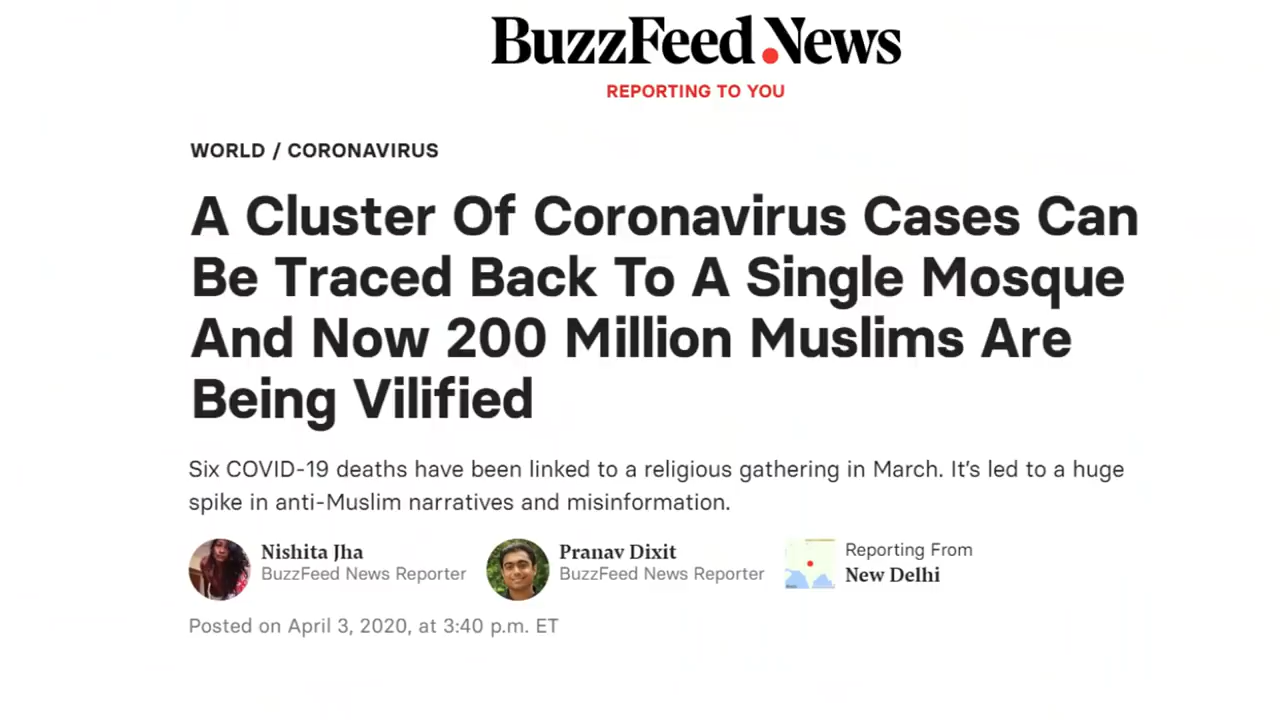 BuzzFeed News
REPORTING TO YOU
WORLD / CORONAVIRUS
A Cluster Of Coronavirus Cases Can
Be Traced Back To A Single Mosque
And Now 200 Million Muslims Are
Being Vilified
Six COVID-19 deaths have been linked to a religious gathering in March. It's led to a huge
spike in anti-Muslim narratives and misinformation.
Nishita Jha
BuzzFeed News Reporter
Pranav Dixit
BuzzFeed News Reporter
Reporting From
New Delhi
Posted on April 3, 2020, at 3:40 p.m. ET